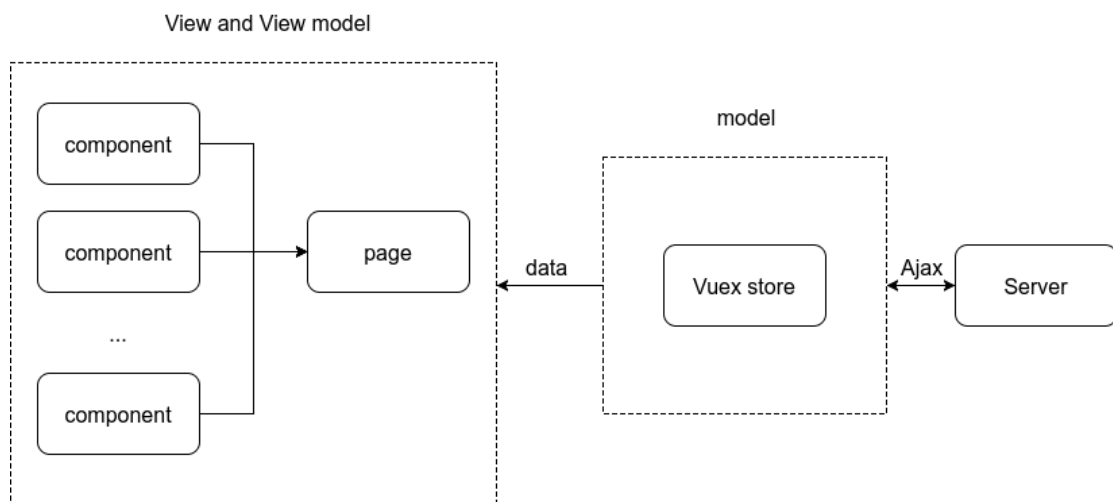 View and View model
component
component
...
component
page
data
model
Vuex store
Ajax
Server